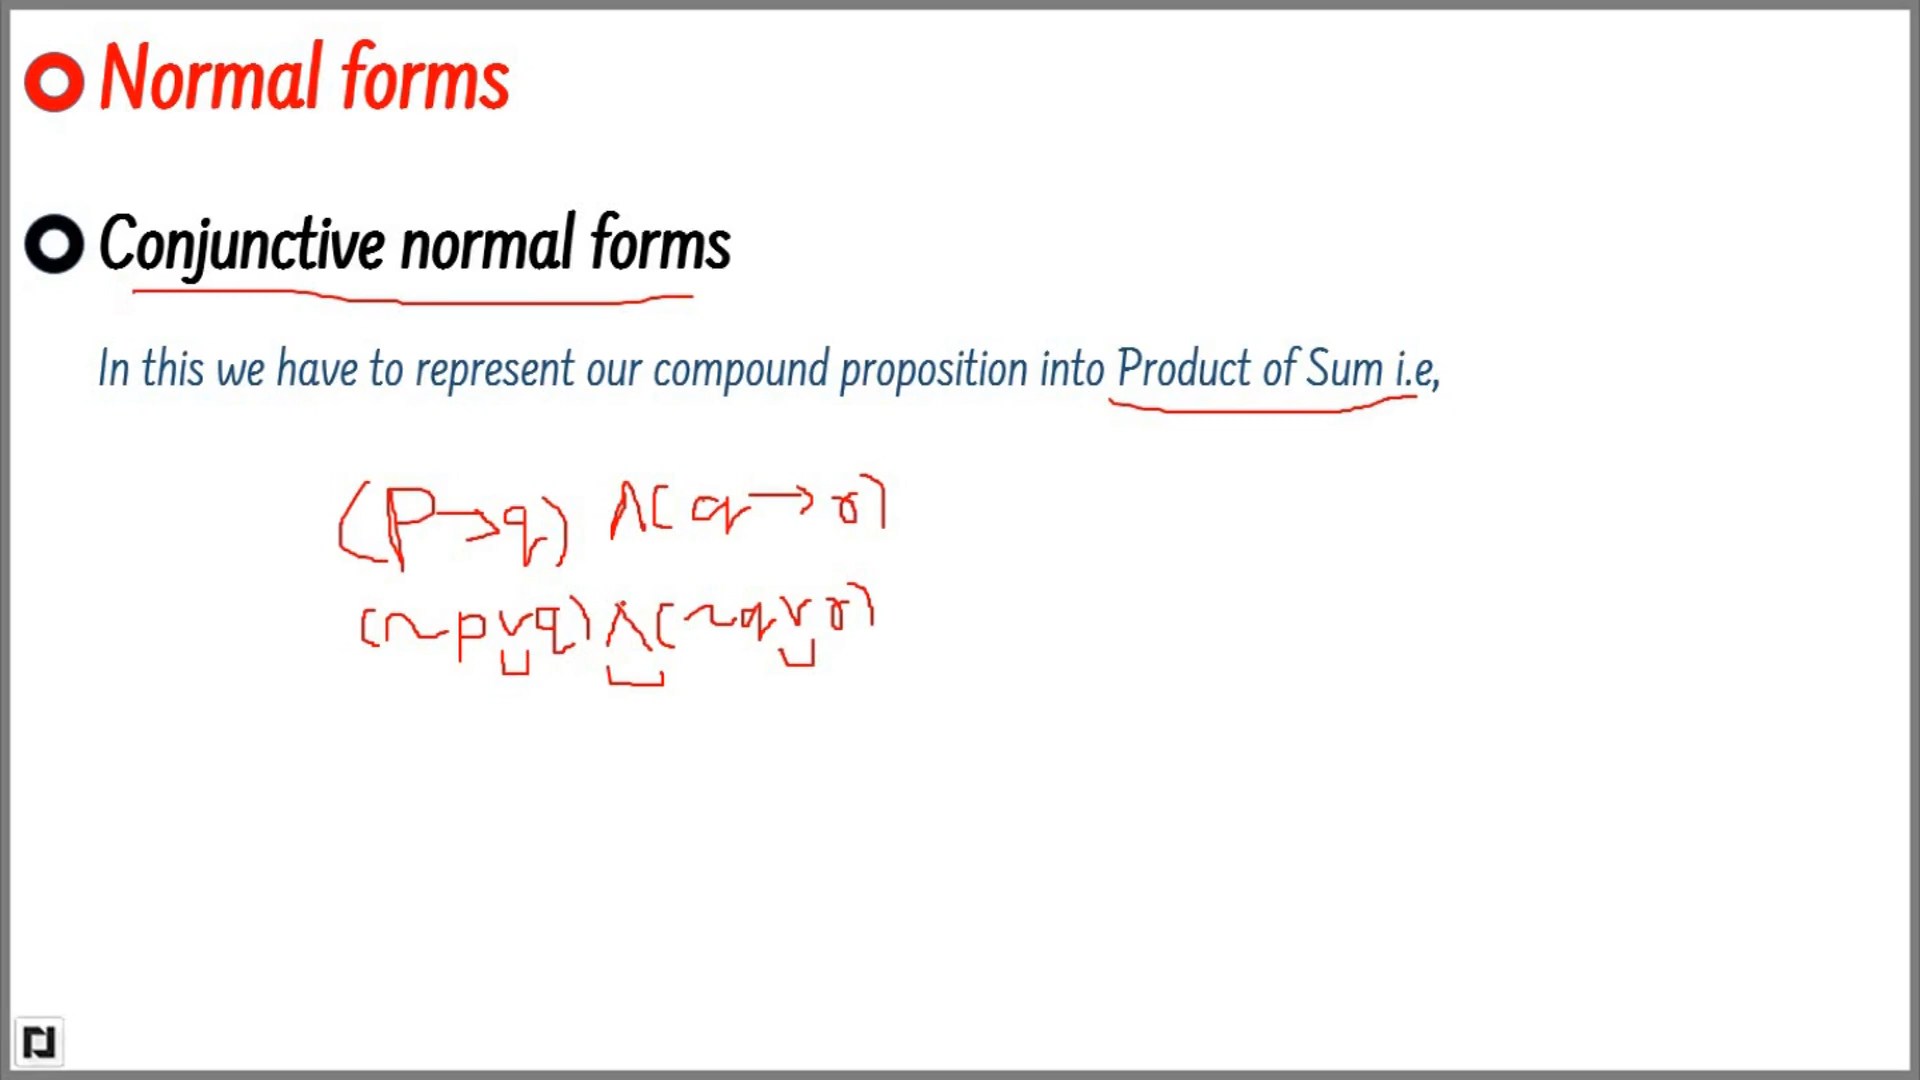 Normal forms
Conjunctive normal forms
In this we have to represent our compound proposition into Product of Sum i.e,
(P→q) ∧(q→r)
(~p∨q)∧(~q∨r)